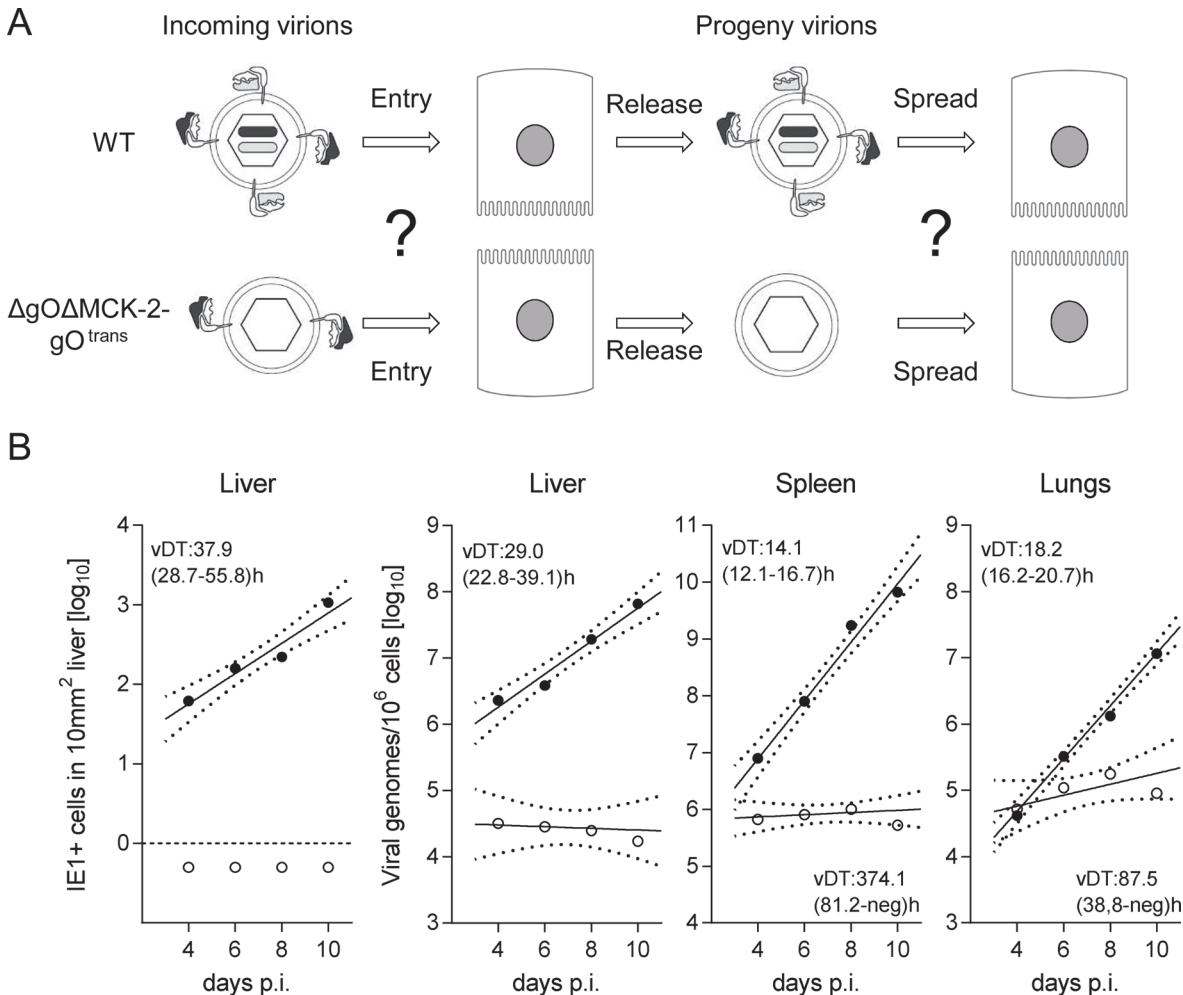 A
Incoming virions
Progeny virions
WT
Entry
Release
Spread
?
?
ΔgOΔMCK-2-
gO^trans
Entry
Release
Spread
B
Liver
Liver
Spleen
Lungs
IE1+ cells in 10mm² liver [log₁₀]
4
3
2
1
0
vDT:37.9
(28.7-55.8)h
4
6
8
10
days p.i.
Viral genomes/10⁶ cells [log₁₀]
9
8
7
6
5
4
3
vDT:29.0
(22.8-39.1)h
4
6
8
10
days p.i.
11
10
9
8
7
6
5
4
3
vDT:14.1
(12.1-16.7)h
vDT:374.1
(81.2-neg)h
4
6
8
10
days p.i.
9
8
7
6
5
4
3
vDT:18.2
(16.2-20.7)h
vDT:87.5
(38,8-neg)h
4
6
8
10
days p.i.